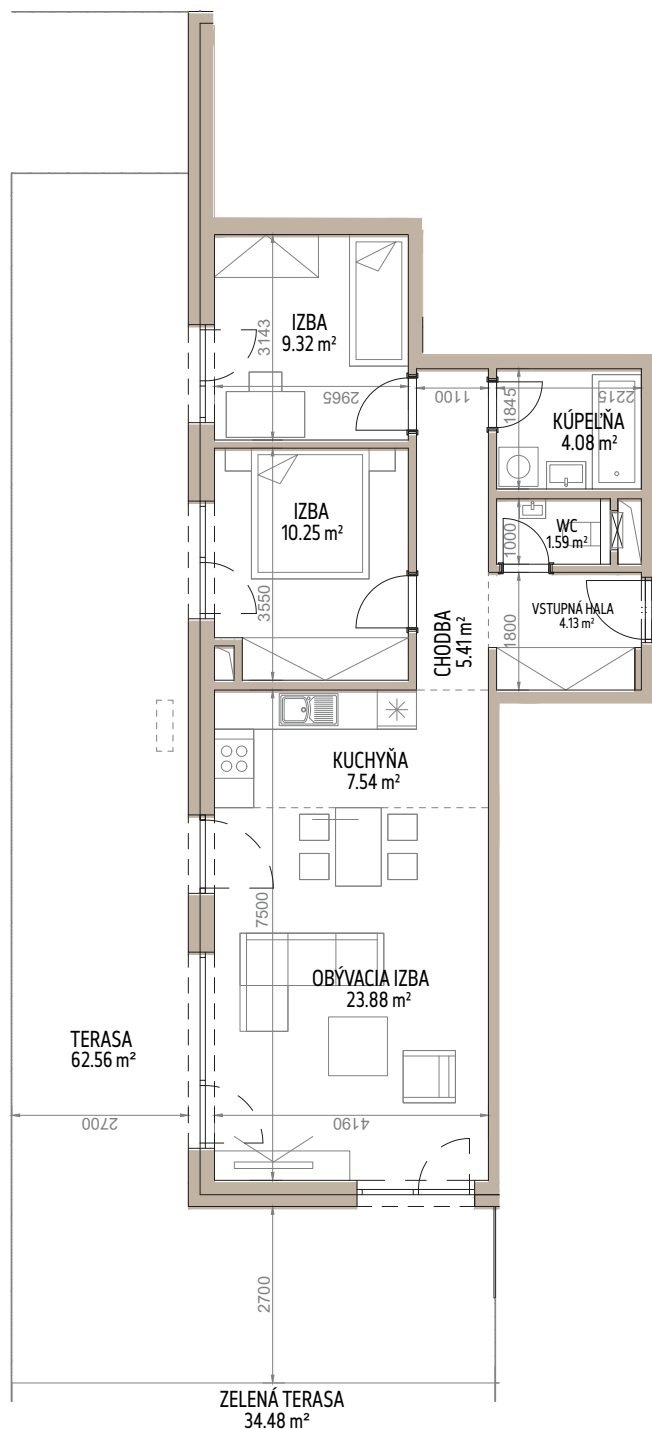 IZBA
9.32 m²
3143
2965
1100
1845
2215
KÚPEĽŇA
4.08 m²
IZBA
10.25 m²
3550
WC
1.59 m²
1000
VSTUPNÁ HALA
4.13 m²
1800
CHODBA
5.41 m²
KUCHYŇA
7.54 m²
7500
OBÝVACIA IZBA
23.88 m²
TERASA
62.56 m²
2700
4190
2700
ZELENÁ TERASA
34.48 m²